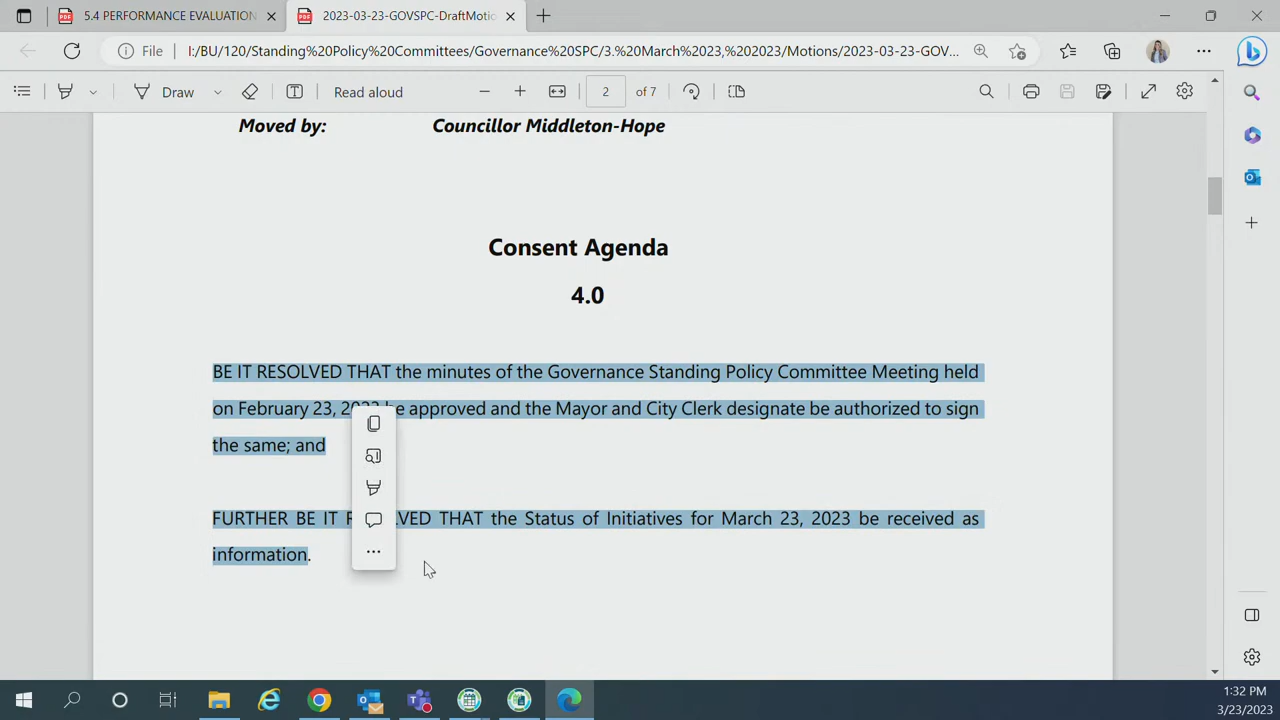 5.4 PERFORMANCE EVALUATION
2023-03-23-GOVSPC-DraftMotio
File
I:/BU/120/Standing%20Policy%20Committees/Governance%20SPC/3.%20March%2023,%202023/Motions/2023-03-23-GOV...
Draw
Read aloud
2
of 7
Moved by: Councillor Middleton-Hope
Consent Agenda
4.0
BE IT RESOLVED THAT the minutes of the Governance Standing Policy Committee Meeting held
on February 23, 2023 be approved and the Mayor and City Clerk designate be authorized to sign
the same; and
FURTHER BE IT RESOLVED THAT the Status of Initiatives for March 23, 2023 be received as
information.
1:32 PM
3/23/2023